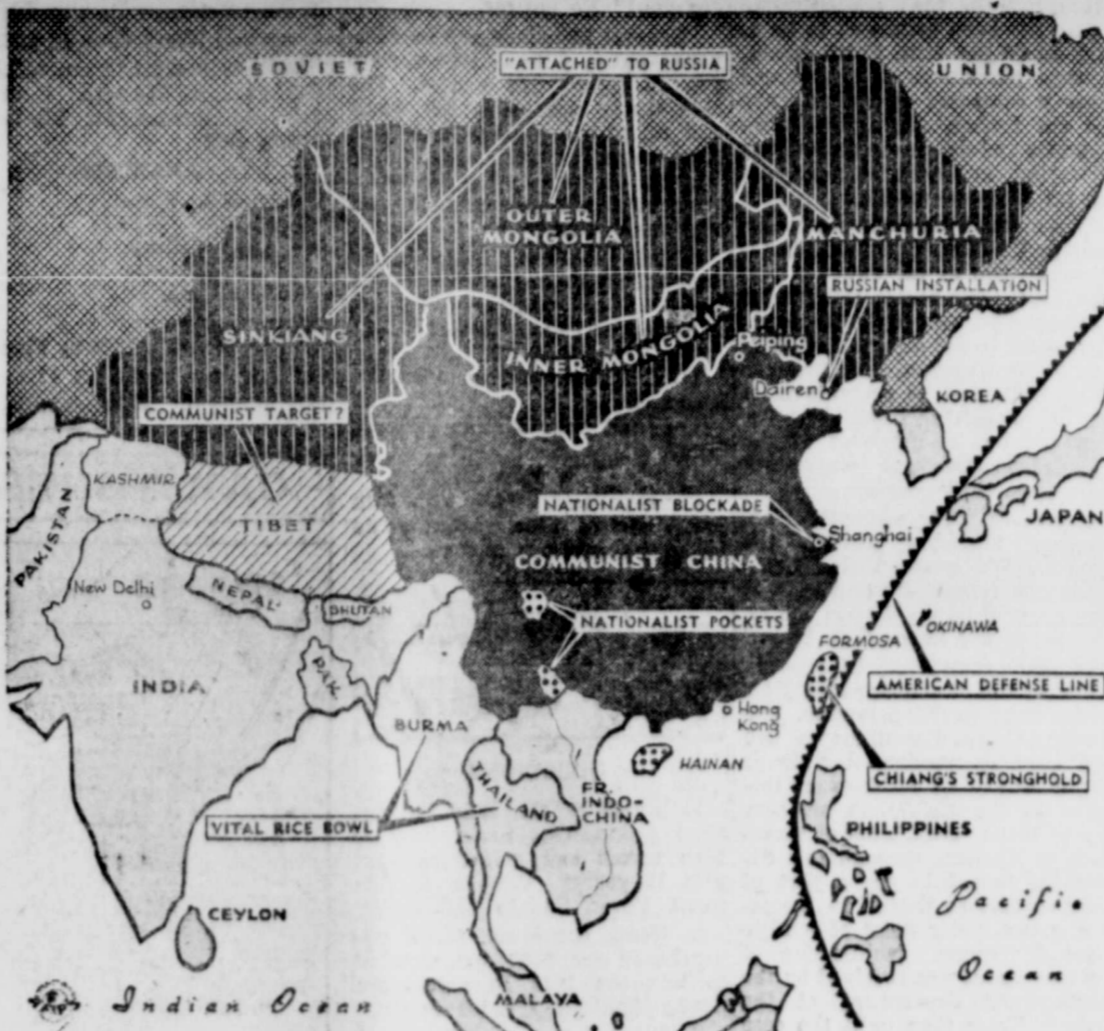 SOVIET
"ATTACHED" TO RUSSIA
UNION
OUTER
MONGOLIA
MANCHURIA
RUSSIAN INSTALLATION
SINKIANG
INNER MONGOLIA
Peiping
Dairen
KOREA
COMMUNIST TARGET?
KASHMIR
PAKISTAN
TIBET
NATIONALIST BLOCKADE
Shanghai
JAPAN
COMMUNIST CHINA
New Delhi
NEPAL
BHUTAN
NATIONALIST POCKETS
OKINAWA
FORMOSA
PAK.
INDIA
AMERICAN DEFENSE LINE
BURMA
Hong
Kong
HAINAN
CHIANG'S STRONGHOLD
THAILAND
FR.
INDO-
CHINA
VITAL RICE BOWL
PHILIPPINES
CEYLON
Pacific
Ocean
Indian Ocean
MALAYA